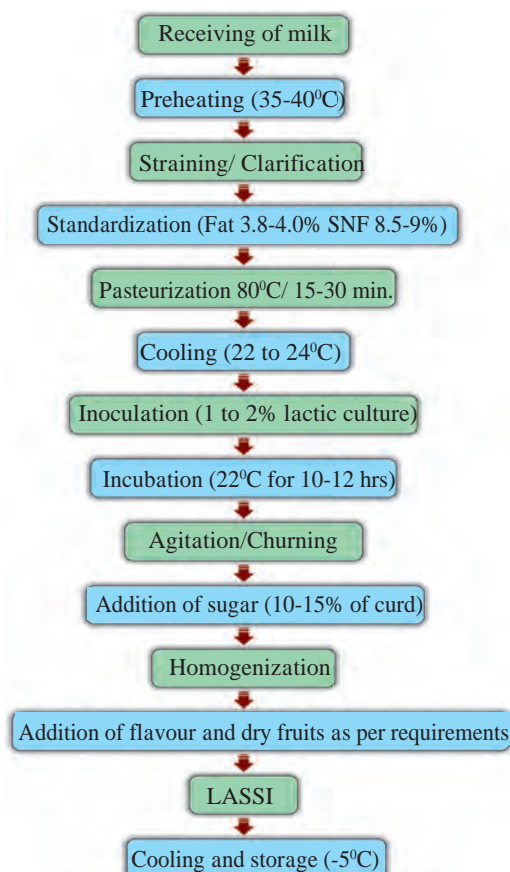 Receiving of milk
Preheating (35-40⁰C)
Straining/ Clarification
Standardization (Fat 3.8-4.0% SNF 8.5-9%)
Pasteurization 80⁰C/ 15-30 min.
Cooling (22 to 24⁰C)
Inoculation (1 to 2% lactic culture)
Incubation (22⁰C for 10-12 hrs)
Agitation/Churning
Addition of sugar (10-15% of curd)
Homogenization
Addition of flavour and dry fruits as per requirements
LASSI
Cooling and storage (-5⁰C)